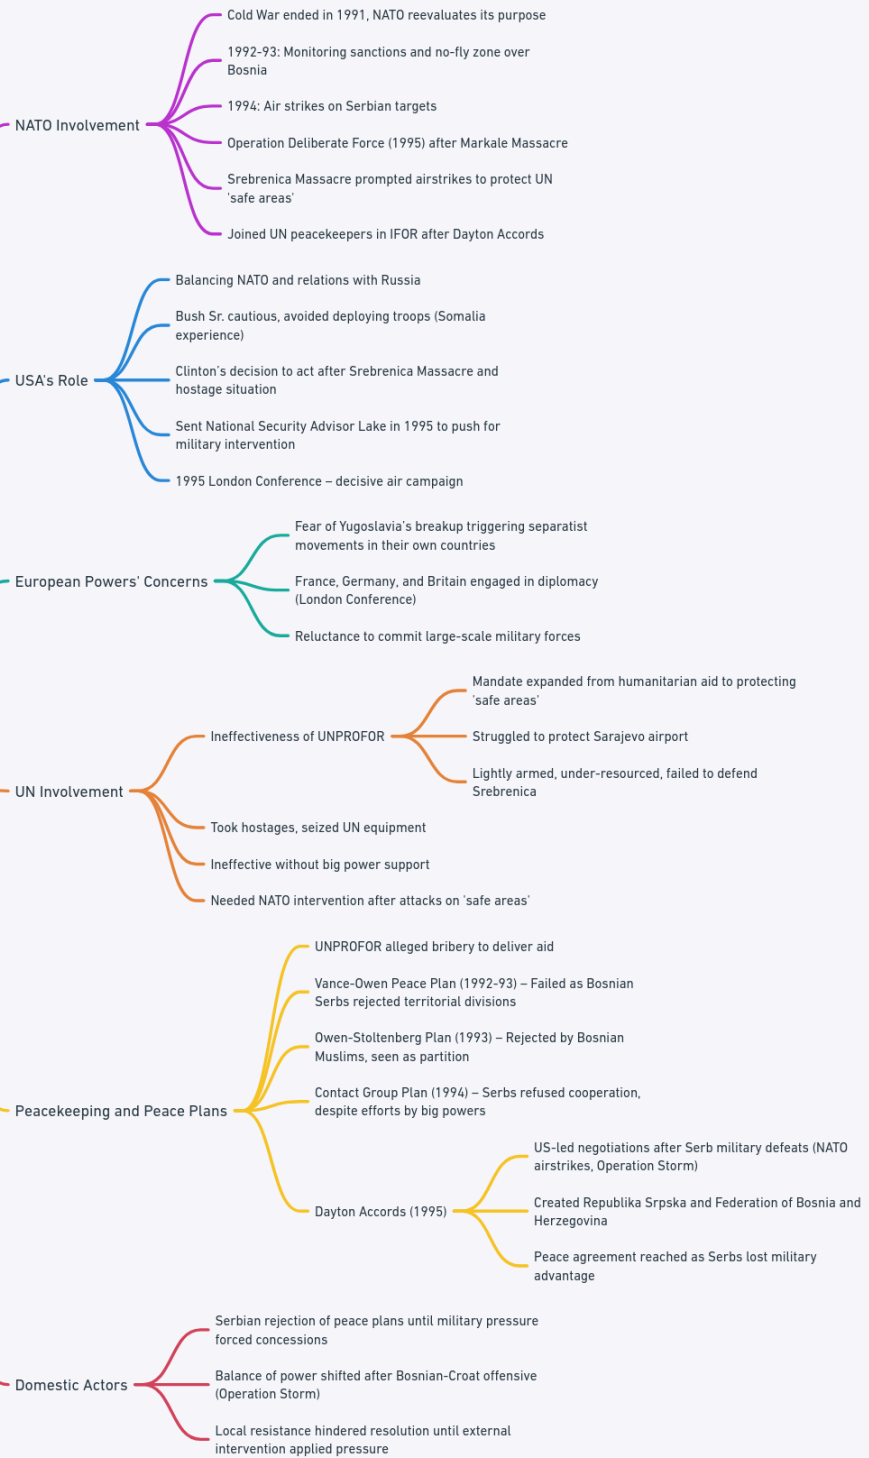 Cold War ended in 1991, NATO reevaluates its purpose
1992-93: Monitoring sanctions and no-fly zone over
Bosnia
1994: Air strikes on Serbian targets
NATO Involvement
Operation Deliberate Force (1995) after Markale Massacre
Srebrenica Massacre prompted airstrikes to protect UN
'safe areas'
Joined UN peacekeepers in IFOR after Dayton Accords
Balancing NATO and relations with Russia
Bush Sr. cautious, avoided deploying troops (Somalia
experience)
USA's Role
Clinton's decision to act after Srebrenica Massacre and
hostage situation
Sent National Security Advisor Lake in 1995 to push for
military intervention
1995 London Conference – decisive air campaign
Fear of Yugoslavia's breakup triggering separatist
movements in their own countries
European Powers' Concerns
France, Germany, and Britain engaged in diplomacy
(London Conference)
Reluctance to commit large-scale military forces
Mandate expanded from humanitarian aid to protecting
'safe areas'
Ineffectiveness of UNPROFOR
Struggled to protect Sarajevo airport
Lightly armed, under-resourced, failed to defend
Srebrenica
UN Involvement
Took hostages, seized UN equipment
Ineffective without big power support
Needed NATO intervention after attacks on 'safe areas'
UNPROFOR alleged bribery to deliver aid
Vance-Owen Peace Plan (1992-93) – Failed as Bosnian
Serbs rejected territorial divisions
Owen-Stoltenberg Plan (1993) – Rejected by Bosnian
Muslims, seen as partition
Contact Group Plan (1994) – Serbs refused cooperation,
despite efforts by big powers
Peacekeeping and Peace Plans
US-led negotiations after Serb military defeats (NATO
airstrikes, Operation Storm)
Dayton Accords (1995)
Created Republika Srpska and Federation of Bosnia and
Herzegovina
Peace agreement reached as Serbs lost military
advantage
Serbian rejection of peace plans until military pressure
forced concessions
Domestic Actors
Balance of power shifted after Bosnian-Croat offensive
(Operation Storm)
Local resistance hindered resolution until external
intervention applied pressure